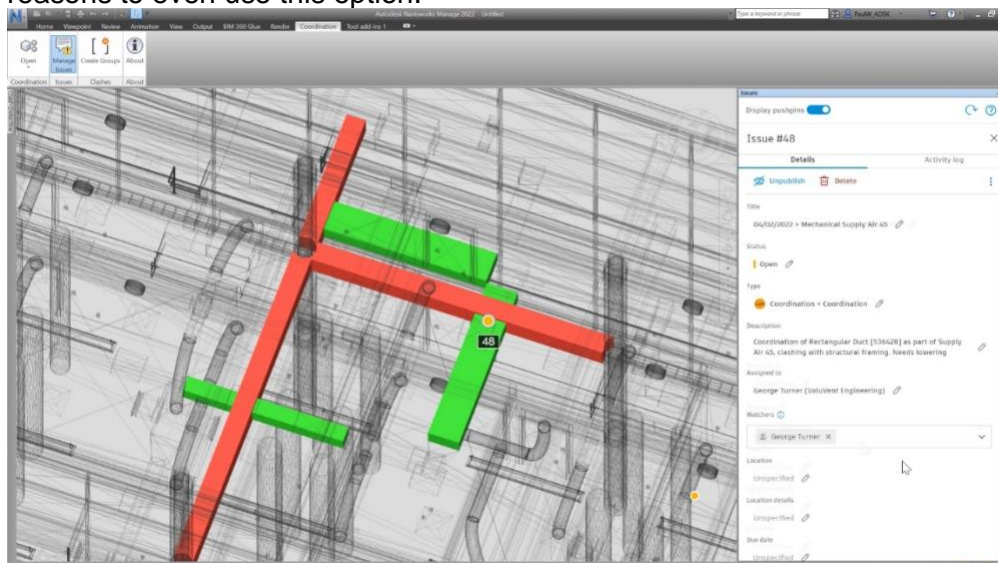 reasons to even use this option.
Autodesk Navisworks Manage 2022 Untitled
Type a keyword or phrase
PaulW_ADSK
Home Viewpoint Review Animation View Output BIM 360 Glue Render Coordination Tool add-ins 1
Open
Manage Issues
Create Groups
About
Coordination Issues Clashes About
Issues
Display pushpins
Issue #48
Details Activity log
Unpublish Delete
Title
04/02/2022 > Mechanical Supply Air 45
Status
Open
Type
Coordination > Coordination
Description
Coordination of Rectangular Duct [536426] as part of Supply
Air 45, clashing with structural framing. Needs lowering
Assigned to
George Turner (ValuVent Engineering)
Watchers
George Turner
Location
Unspecified
Location details
Unspecified
Due date
Unspecified
48